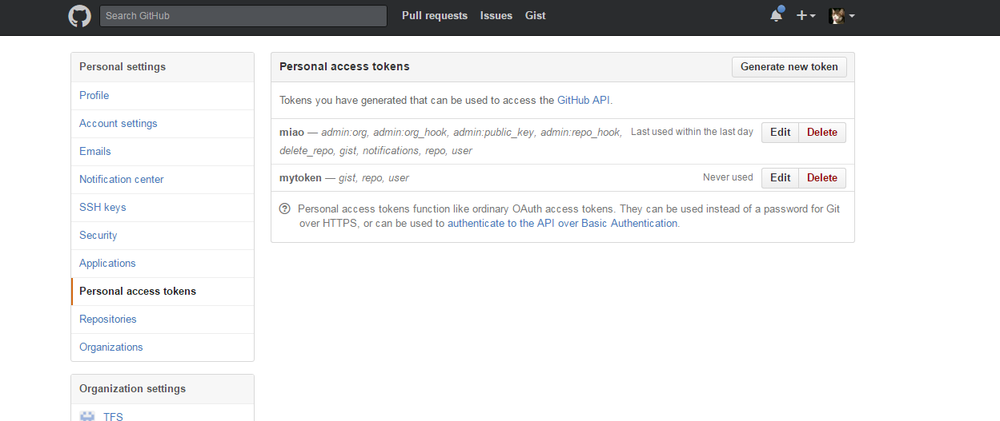 Search GitHub
Pull requests
Issues
Gist
Personal settings
Profile
Account settings
Emails
Notification center
SSH keys
Security
Applications
Personal access tokens
Repositories
Organizations
Organization settings
TFS
Personal access tokens
Generate new token
Tokens you have generated that can be used to access the GitHub API.
miao — admin:org, admin:org_hook, admin:public_key, admin:repo_hook,
delete_repo, gist, notifications, repo, user
Last used within the last day
Edit
Delete
mytoken — gist, repo, user
Never used
Edit
Delete
Personal access tokens function like ordinary OAuth access tokens. They can be used instead of a password for Git
over HTTPS, or can be used to authenticate to the API over Basic Authentication.